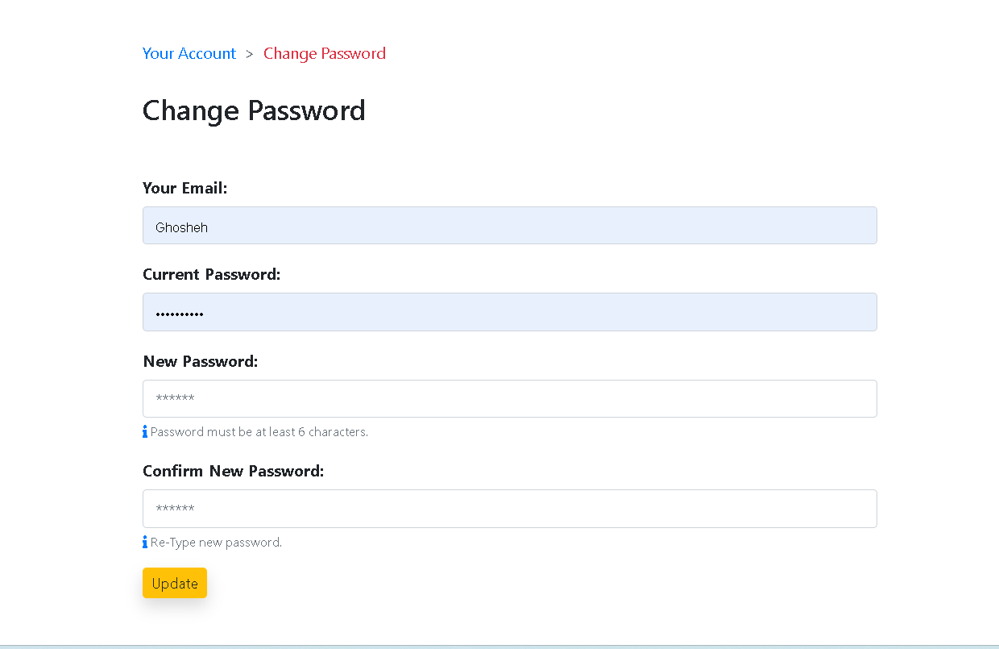 Your Account > Change Password
Change Password
Your Email:
Ghosheh
Current Password:
••••••••••
New Password:
******
Password must be at least 6 characters.
Confirm New Password:
******
Re-Type new password.
Update